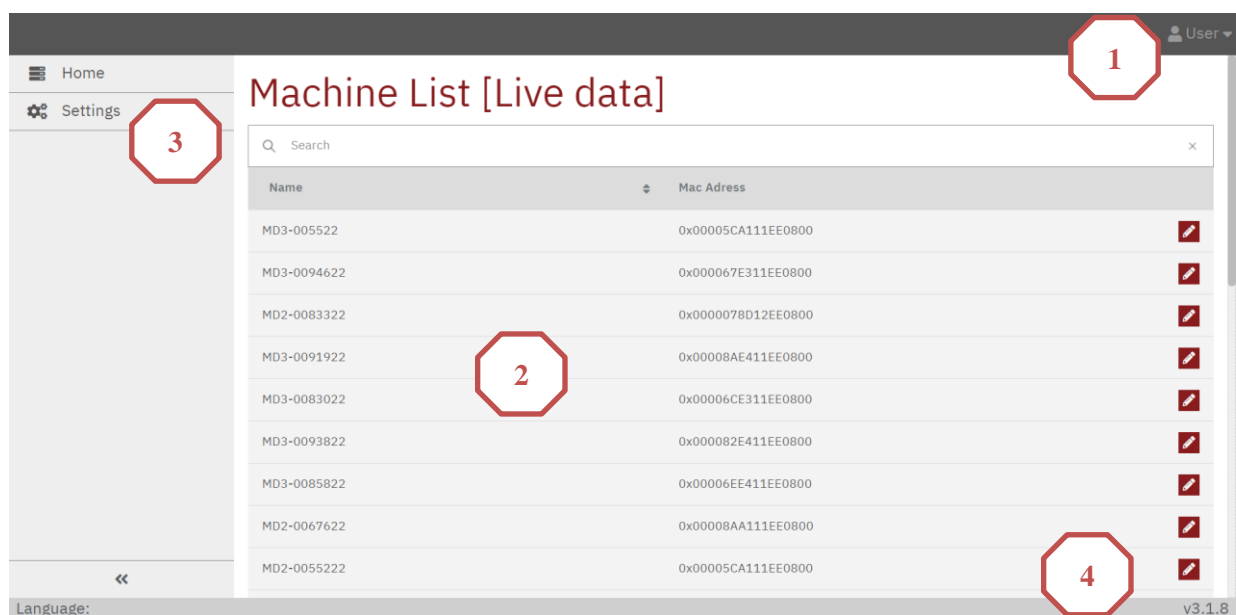 1
User
Home
Settings
3
Machine List [Live data]
Search
Name Mac Adress
MD3-005522 0x00005CA111EE0800
MD3-0094622 0x000067E311EE0800
MD2-0083322 0x0000078D12EE0800
MD3-0091922 0x00008AE411EE0800
2
MD3-0083022 0x00006CE311EE0800
MD3-0093822 0x000082E411EE0800
MD3-0085822 0x00006EE411EE0800
MD2-0067622 0x00008AA111EE0800
MD2-0055222 0x00005CA111EE0800
4
Language: v3.1.8